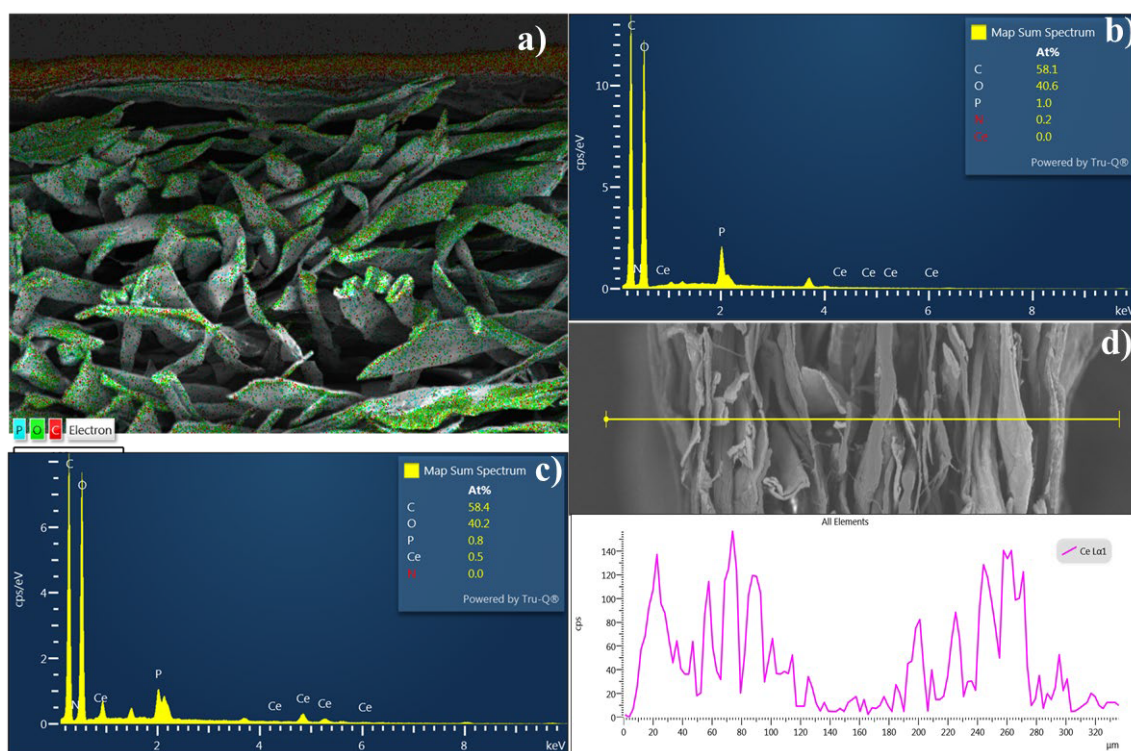 a)
P O C Electron
b)
Map Sum Spectrum
At%
C 58.1
O 40.6
P 1.0
N 0.2
Ce 0.0
Powered by Tru-Q®
cps/eV
10
5
0
C
O
N
Ce
P
Ce Ce Ce Ce
2 4 6 8 keV
c)
Map Sum Spectrum
At%
C 58.4
O 40.2
P 0.8
Ce 0.5
N 0.0
Powered by Tru-Q®
cps/eV
6
4
2
0
C
O
N
Ce
P
Ce Ce Ce Ce
2 4 6 8 keV
d)
All Elements
Ce Lα1
cps
140
120
100
80
60
40
20
0
0 20 40 60 80 100 120 140 160 180 200 220 240 260 280 300 320
µm